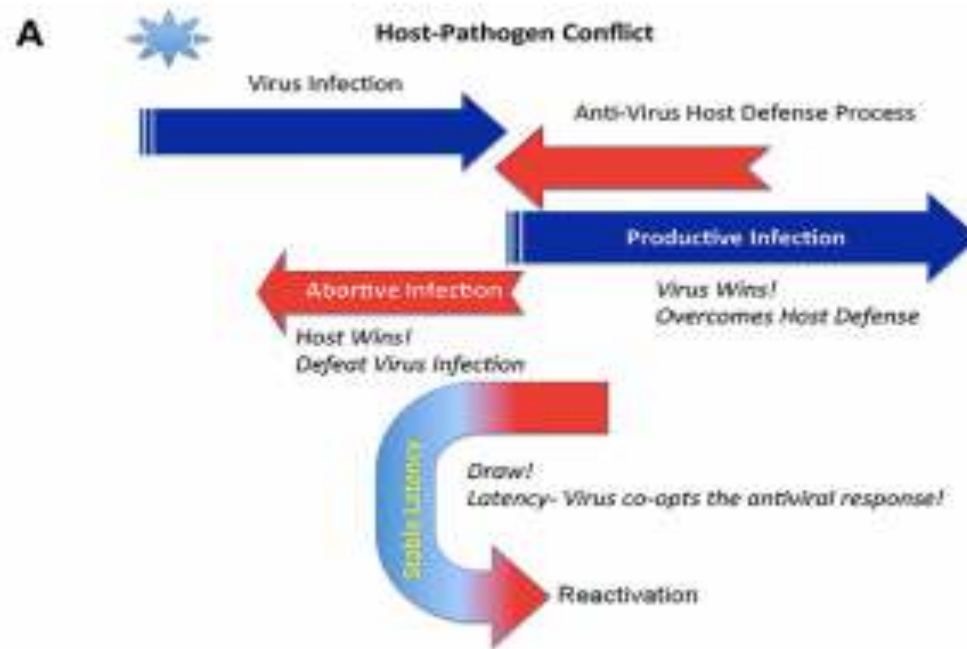 A
Host-Pathogen Conflict
Virus Infection
Anti-Virus Host Defense Process
Productive Infection
Abortive Infection
Virus Wins!
Overcomes Host Defense
Host Wins!
Defeat Virus Infection
Stable Latency
Draw!
Latency- Virus co-opts the antiviral response!
Reactivation